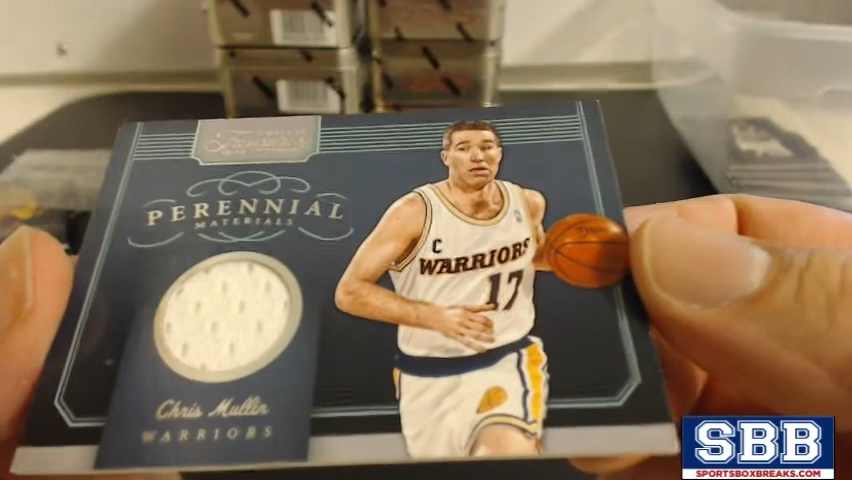 PERENNIAL
MATERIALS
C
WARRIORS
17
Chris Mullin
WARRIORS
SBB
SPORTSBOXBREAKS.COM